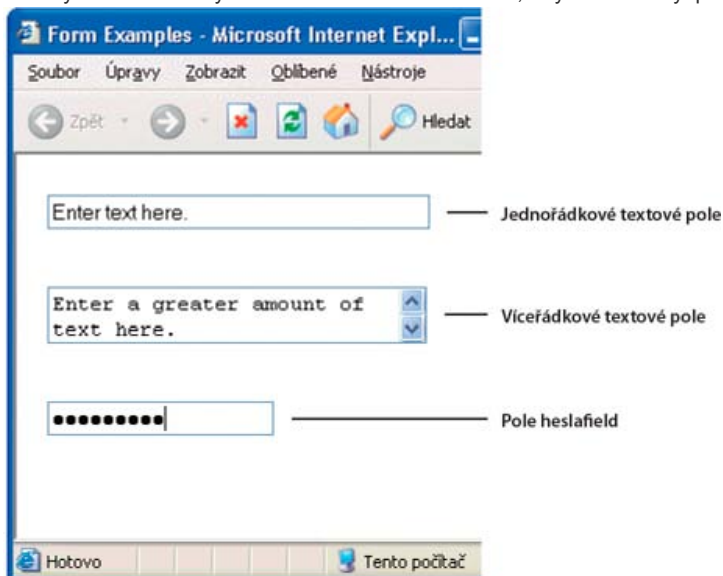 Form Examples - Microsoft Internet Expl...
Soubor Úpravy Zobrazit Oblíbené Nástroje
Zpět Hledat
Enter text here.
Jednořádkové textové pole
Enter a greater amount of
text here.
Víceřádkové textové pole
•••••••••
Pole heslafield
Hotovo Tento počítač